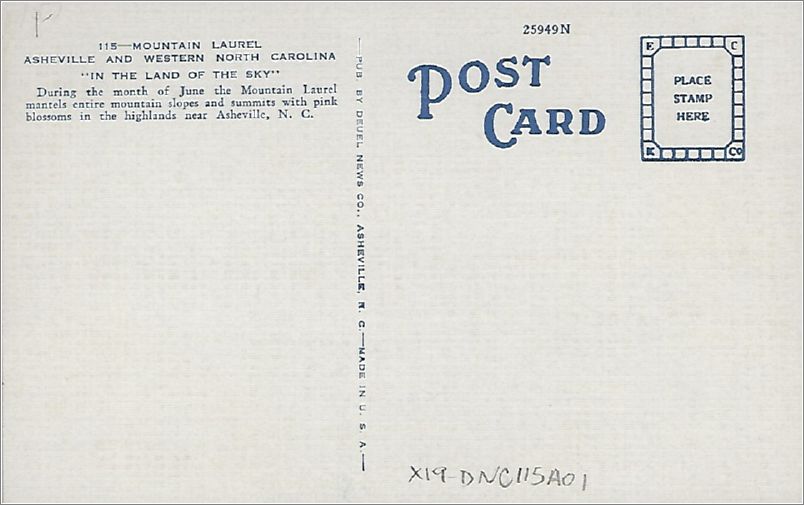 115—MOUNTAIN LAUREL
ASHEVILLE AND WESTERN NORTH CAROLINA
"IN THE LAND OF THE SKY"
During the month of June the Mountain Laurel
mantels entire mountain slopes and summits with pink
blossoms in the highlands near Asheville, N. C.
—PUB. BY DEUEL NEWS CO., ASHEVILLE, N. C.—MADE IN U. S. A.—
25949N
POST
CARD
E C
PLACE
STAMP
HERE
K CO
X19-DNC115A01